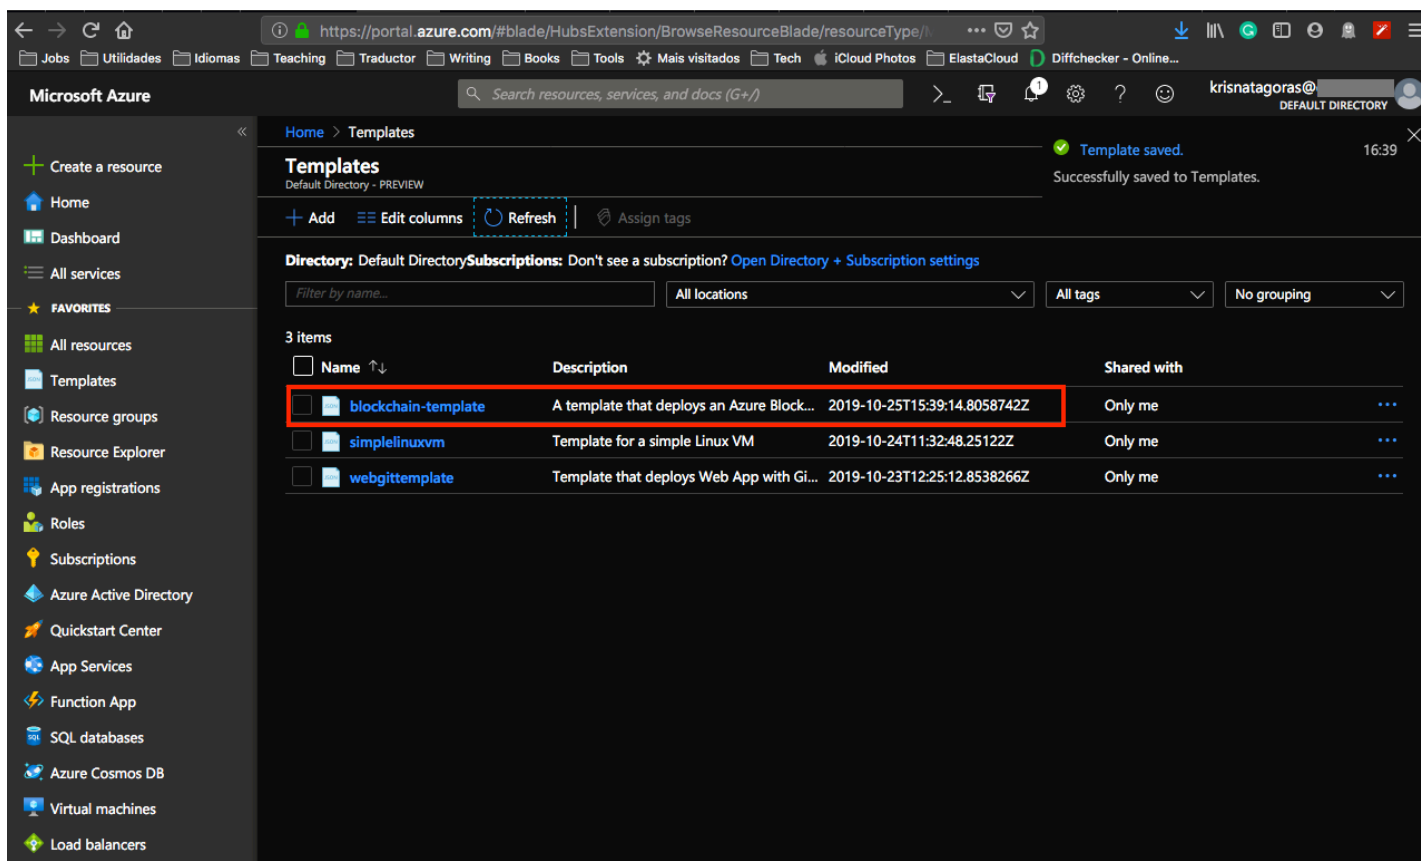 https://portal.azure.com/#blade/HubsExtension/BrowseResourceBlade/resourceType/
Jobs Utilidades Idiomas Teaching Traductor Writing Books Tools Mais visitados Tech iCloud Photos ElastaCloud Diffchecker - Online...
Microsoft Azure Search resources, services, and docs (G+/) 1 krisnatagoras@
DEFAULT DIRECTORY
Home > Templates
Template saved. 16:39
Successfully saved to Templates.
Templates
Default Directory - PREVIEW
Add Edit columns Refresh Assign tags
Directory: Default DirectorySubscriptions: Don't see a subscription? Open Directory + Subscription settings
Filter by name... All locations All tags No grouping
3 items
Name Description Modified Shared with
blockchain-template A template that deploys an Azure Block... 2019-10-25T15:39:14.8058742Z Only me
simplelinuxvm Template for a simple Linux VM 2019-10-24T11:32:48.25122Z Only me
webgittemplate Template that deploys Web App with Gi... 2019-10-23T12:25:12.8538266Z Only me
Create a resource
Home
Dashboard
All services
FAVORITES
All resources
Templates
Resource groups
Resource Explorer
App registrations
Roles
Subscriptions
Azure Active Directory
Quickstart Center
App Services
Function App
SQL databases
Azure Cosmos DB
Virtual machines
Load balancers